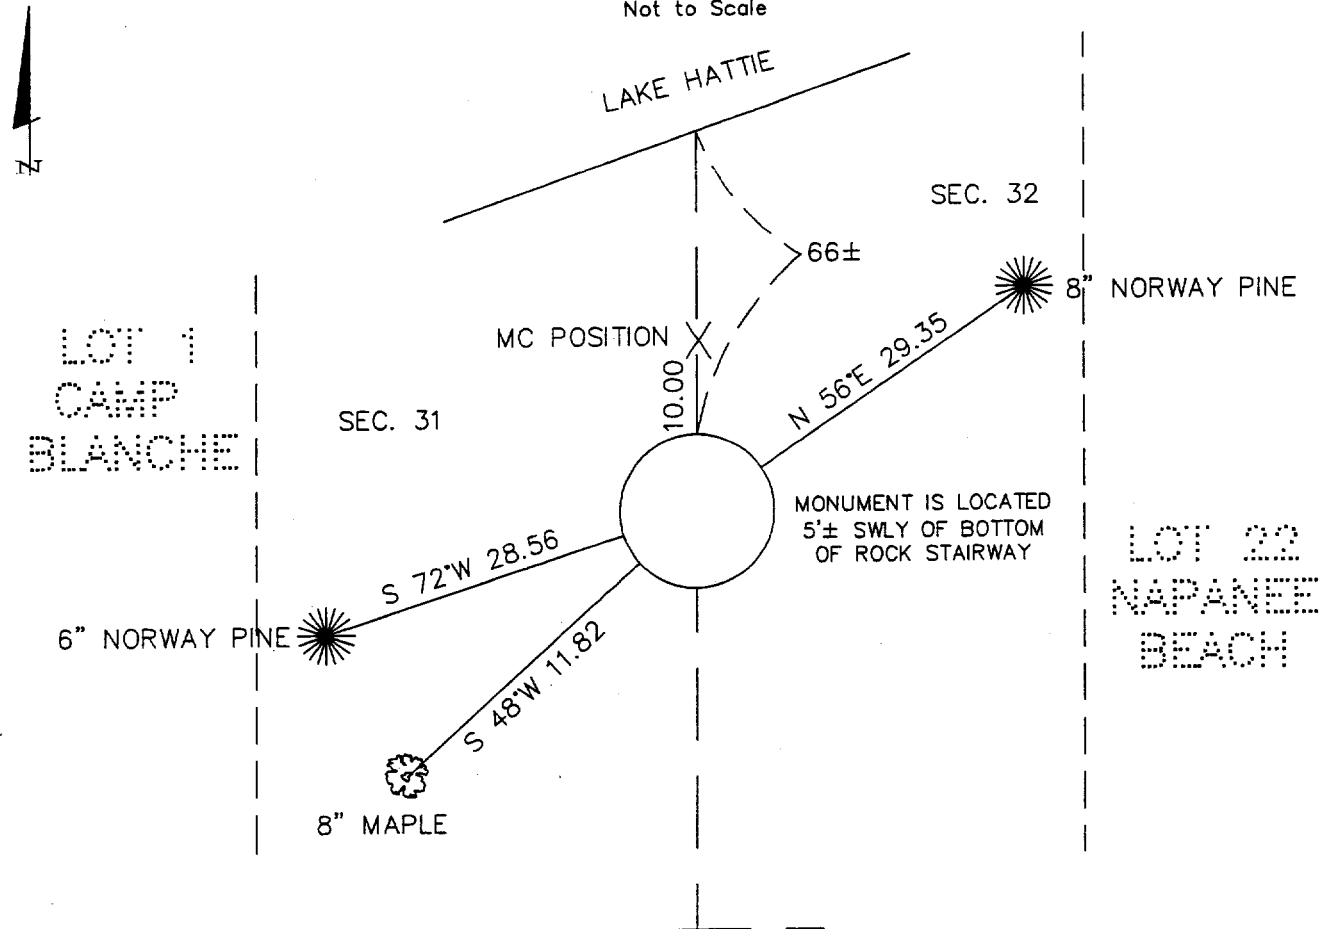 Not to Scale
LAKE HATTIE
N
SEC. 32
66±
8" NORWAY PINE
MC POSITION
LOT 1
CAMP
BLANCHE
10.00
N 56°E 29.35
SEC. 31
MONUMENT IS LOCATED
5'± SWLY OF BOTTOM
OF ROCK STAIRWAY
LOT 22
NAPANEE
BEACH
S 72°W 28.56
6" NORWAY PINE
S 48°W 11.82
8" MAPLE